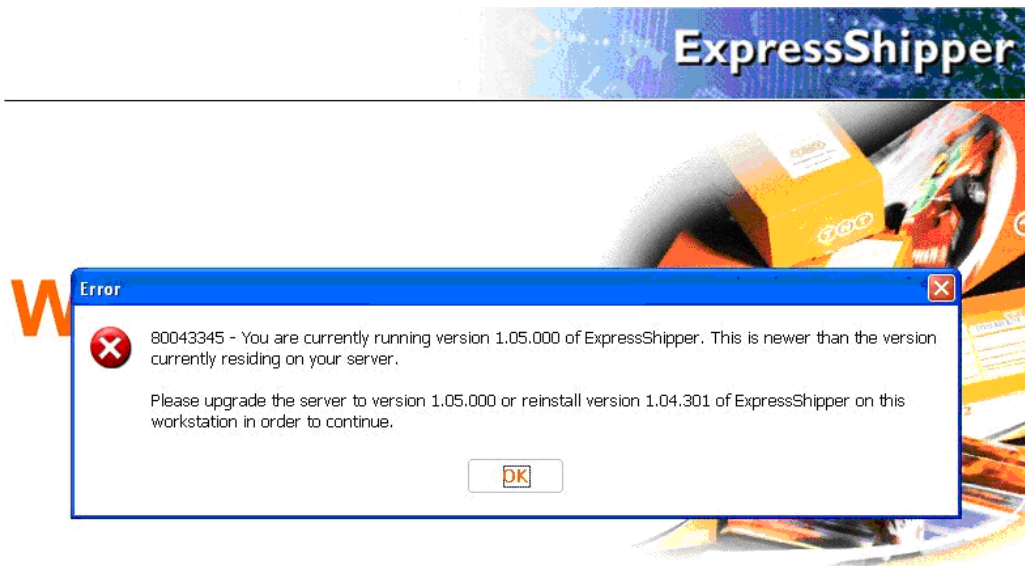 ExpressShipper
W
Error
80043345 - You are currently running version 1.05.000 of ExpressShipper. This is newer than the version
currently residing on your server.
Please upgrade the server to version 1.05.000 or reinstall version 1.04.301 of ExpressShipper on this
workstation in order to continue.
OK
TNT